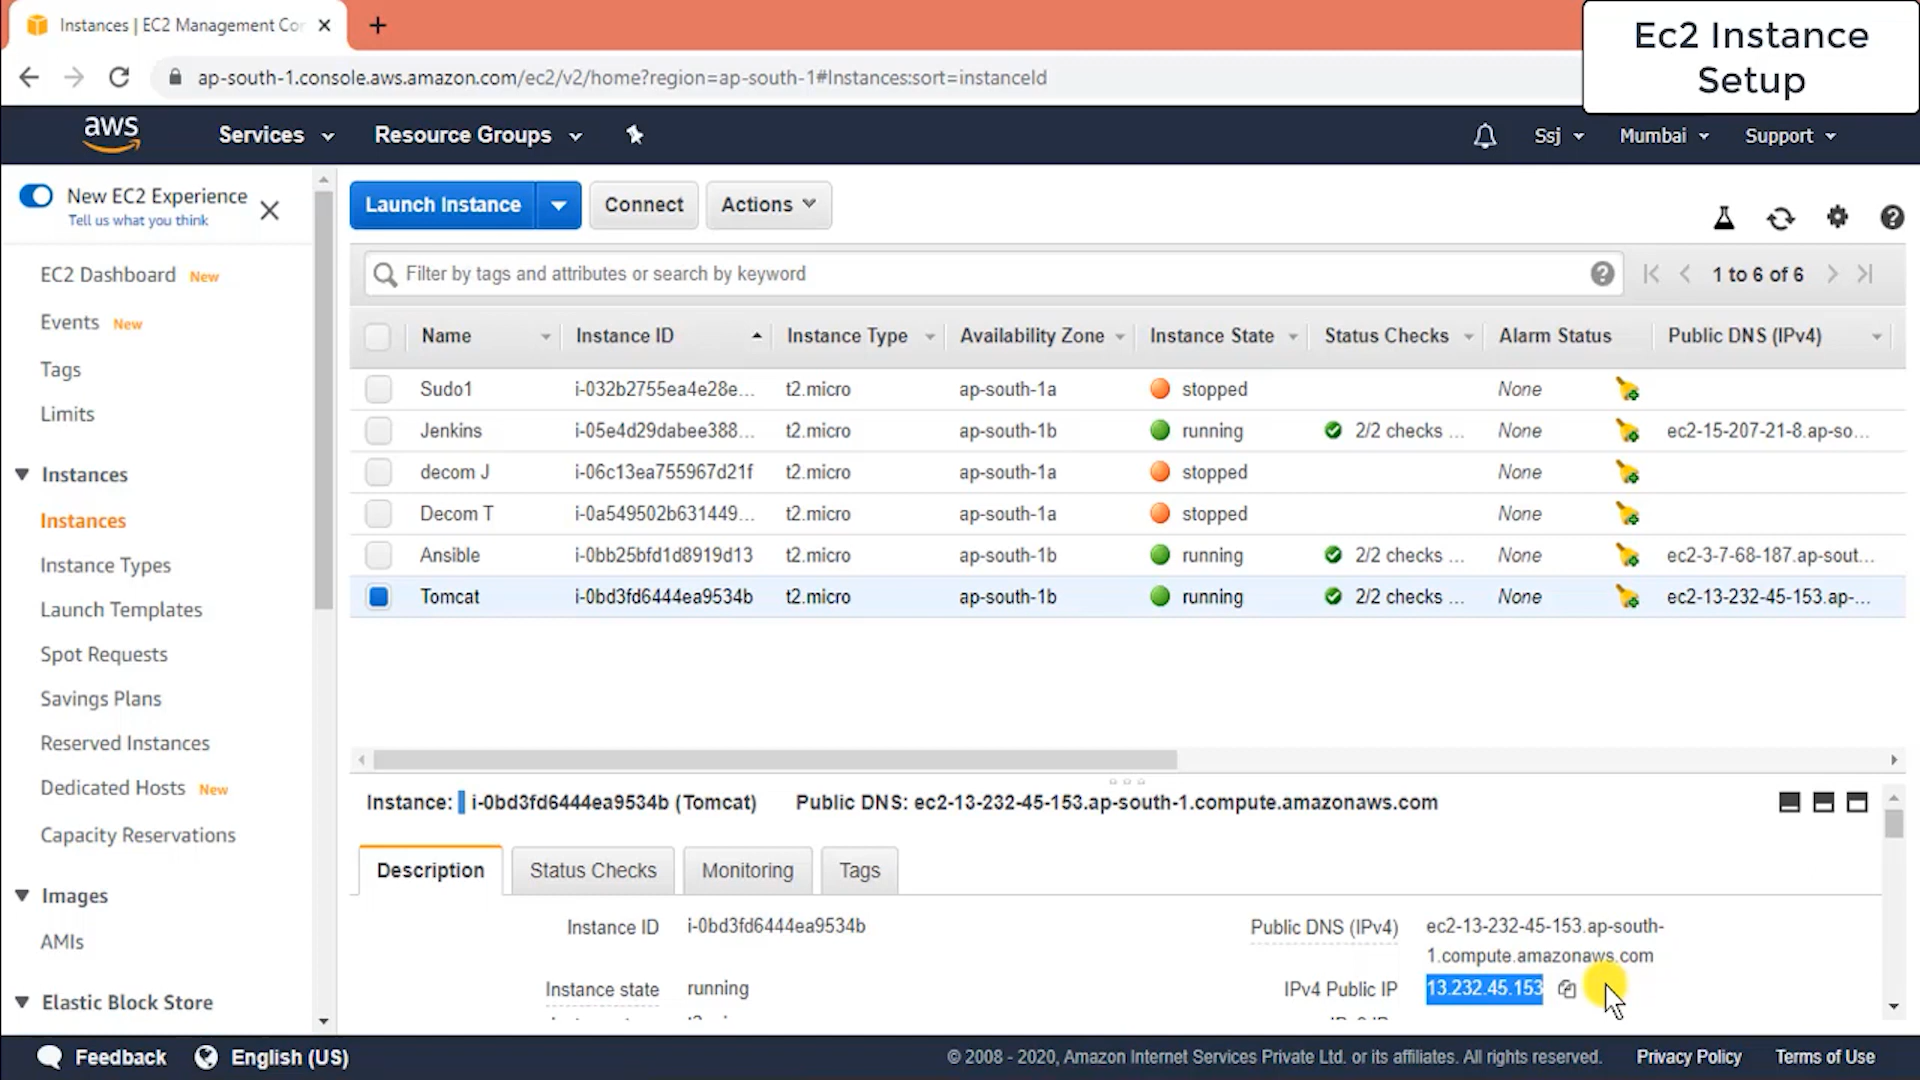 Instances | EC2 Management Co
Ec2 Instance
Setup
ap-south-1.console.aws.amazon.com/ec2/v2/home?region=ap-south-1#Instances:sort=instanceId
aws Services Resource Groups Ssj Mumbai Support
New EC2 Experience
Tell us what you think
Launch Instance Connect Actions
Filter by tags and attributes or search by keyword 1 to 6 of 6
EC2 Dashboard New
Events New
Tags
Limits
Instances
Instances
Instance Types
Launch Templates
Spot Requests
Savings Plans
Reserved Instances
Dedicated Hosts New
Capacity Reservations
Images
AMIs
Elastic Block Store
Name Instance ID Instance Type Availability Zone Instance State Status Checks Alarm Status Public DNS (IPv4)
Sudo1 i-032b2755ea4e28e... t2.micro ap-south-1a stopped None
Jenkins i-05e4d29dabee388... t2.micro ap-south-1b running 2/2 checks ... None ec2-15-207-21-8.ap-so...
decom J i-06c13ea755967d21f t2.micro ap-south-1a stopped None
Decom T i-0a549502b631449... t2.micro ap-south-1a stopped None
Ansible i-0bb25bfd1d8919d13 t2.micro ap-south-1b running 2/2 checks ... None ec2-3-7-68-187.ap-sout...
Tomcat i-0bd3fd6444ea9534b t2.micro ap-south-1b running 2/2 checks ... None ec2-13-232-45-153.ap-...
Instance: i-0bd3fd6444ea9534b (Tomcat) Public DNS: ec2-13-232-45-153.ap-south-1.compute.amazonaws.com
Description Status Checks Monitoring Tags
Instance ID i-0bd3fd6444ea9534b Public DNS (IPv4) ec2-13-232-45-153.ap-south-
1.compute.amazonaws.com
Instance state running IPv4 Public IP 13.232.45.153
Feedback English (US) © 2008 - 2020, Amazon Internet Services Private Ltd. or its affiliates. All rights reserved. Privacy Policy Terms of Use